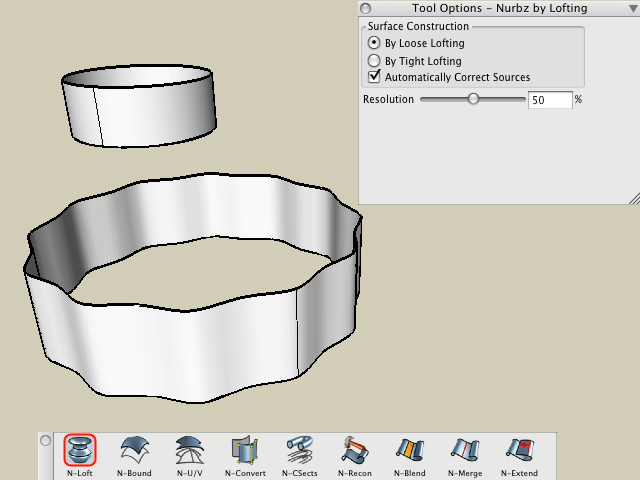 Tool Options - Nurbz by Lofting
Surface Construction
By Loose Lofting
By Tight Lofting
Automatically Correct Sources
Resolution 50 %
N-Loft N-Bound N-U/V N-Convert N-CSects N-Recon N-Blend N-Merge N-Extend